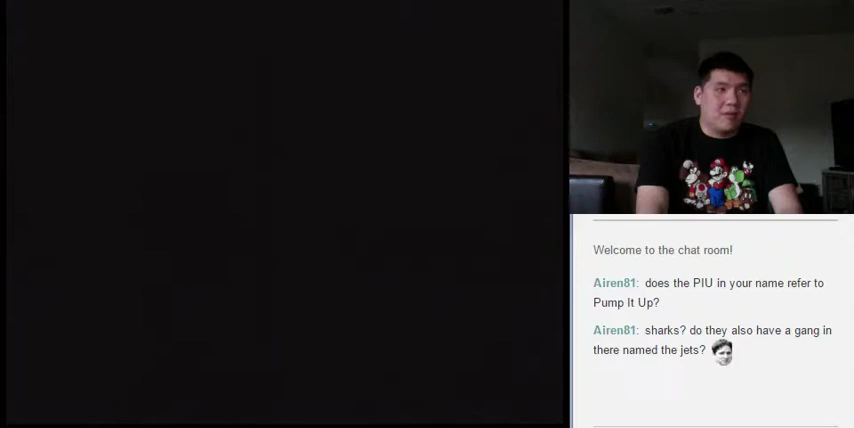 Welcome to the chat room!
Airen81: does the PIU in your name refer to
Pump It Up?
Airen81: sharks? do they also have a gang in
there named the jets?